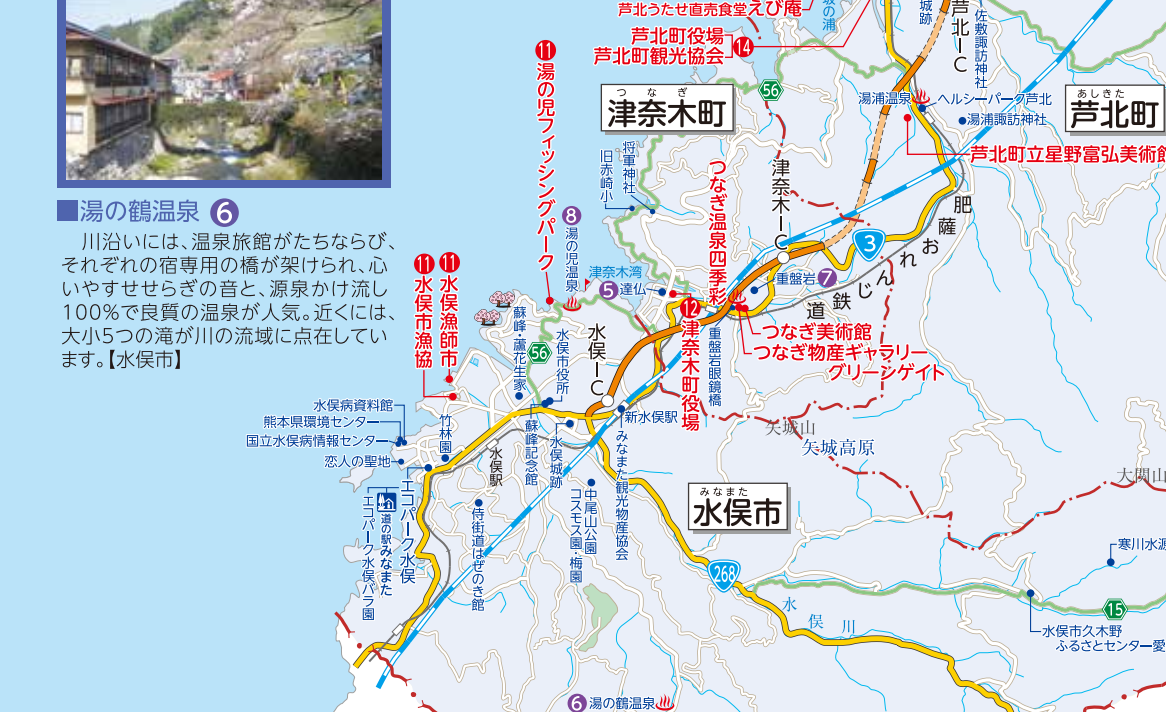 ■湯の鶴温泉 6
川沿いには、温泉旅館がたちならび、
それぞれの宿専用の橋が架けられ、心
いやすせせらぎの音と、源泉かけ流し
100%で良質の温泉が人気。近くには、
大小5つの滝が川の流域に点在してい
ます。【水俣市】
芦北うたせ直売食堂えび庵
芦北町役場
芦北町観光協会
14
の浦
城跡
芦北IC
佐敷諏訪神社
56
つなぎ
津奈木町
湯浦温泉
ヘルシーパーク芦北
湯浦諏訪神社
あしきた
芦北町
芦北町立星野富弘美術館
11
湯の児フィッシングパーク
旧赤崎小
将軍神社
つなぎ温泉四季彩
津奈木IC
3
肥薩おれんじ鉄道
8
湯の児温泉
津奈木湾
5
達仏
重盤岩
7
12
津奈木町役場
重盤岩眼鏡橋
つなぎ美術館
つなぎ物産ギャラリー
グリーンゲイト
11
水俣市漁協
11
水俣漁師市
蘇峰・蘆花生家
56
水俣市役所
水俣IC
新水俣駅
水俣病資料館
熊本県環境センター
国立水俣病情報センター
恋人の聖地
竹林園
水俣駅
蘇峰記念館
水俣城跡
みなまた観光物産協会
矢城山
矢城高原
大関山
エコパーク水俣
道の駅みなまた
エコパーク水俣バラ園
侍街道はぜのき館
中尾山公園
コスモス園・梅園
みなまた
水俣市
268
水俣川
寒川水源
15
水俣市久木野
ふるさとセンター愛
6
湯の鶴温泉